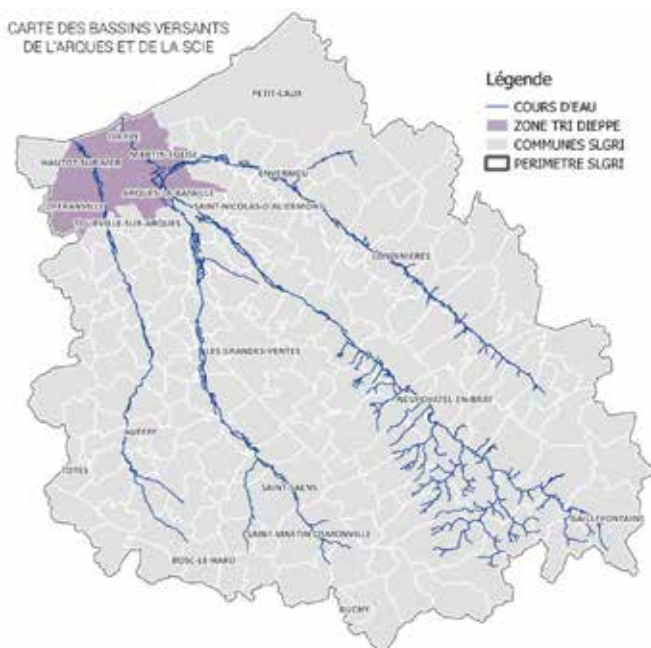 CARTE DES BASSINS VERSANTS
DE L'ARQUES ET DE LA SCIE
PETIT-CAUX
Légende
COURS D'EAU
ZONE TRI DIEPPE
COMMUNES SLGRI
PERIMETRE SLGRI
DIEPPE
MARTIN-EGLISE
HAUTOT-SUR-MER
ENVERMEU
ARQUES-LA-BATAILLE
SAINT-NICOLAS-D'ALIERMONT
OFFRANVILLE
TOURVILLE-SUR-ARQUES
LONDINIERES
LES GRANDES-VENTES
NEUFCHATEL-EN-BRAY
AUFFAY
TOTES
SAINT-SAENS
GAILLEFONTAINE
SAINT-MARTIN-OSMONVILLE
BOSC-LE-HARD
BUCHY